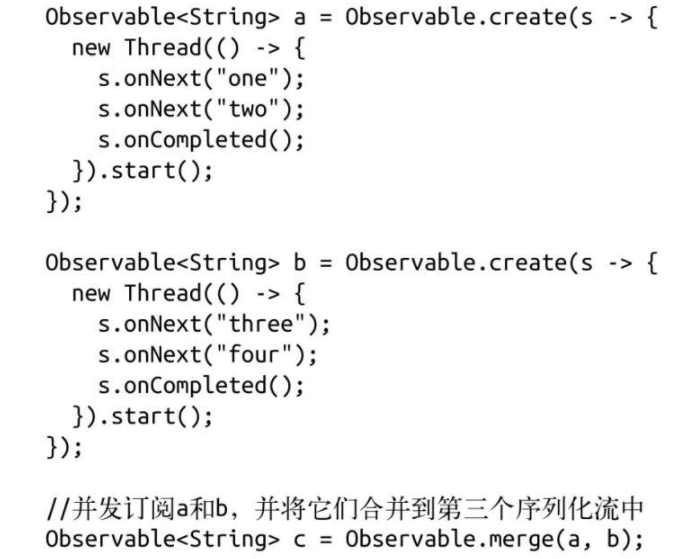 Observable<String> a = Observable.create(s -> {
  new Thread(() -> {
    s.onNext("one");
    s.onNext("two");
    s.onCompleted();
  }).start();
});

Observable<String> b = Observable.create(s -> {
  new Thread(() -> {
    s.onNext("three");
    s.onNext("four");
    s.onCompleted();
  }).start();
});

//并发订阅a和b，并将它们合并到第三个序列化流中
Observable<String> c = Observable.merge(a, b);